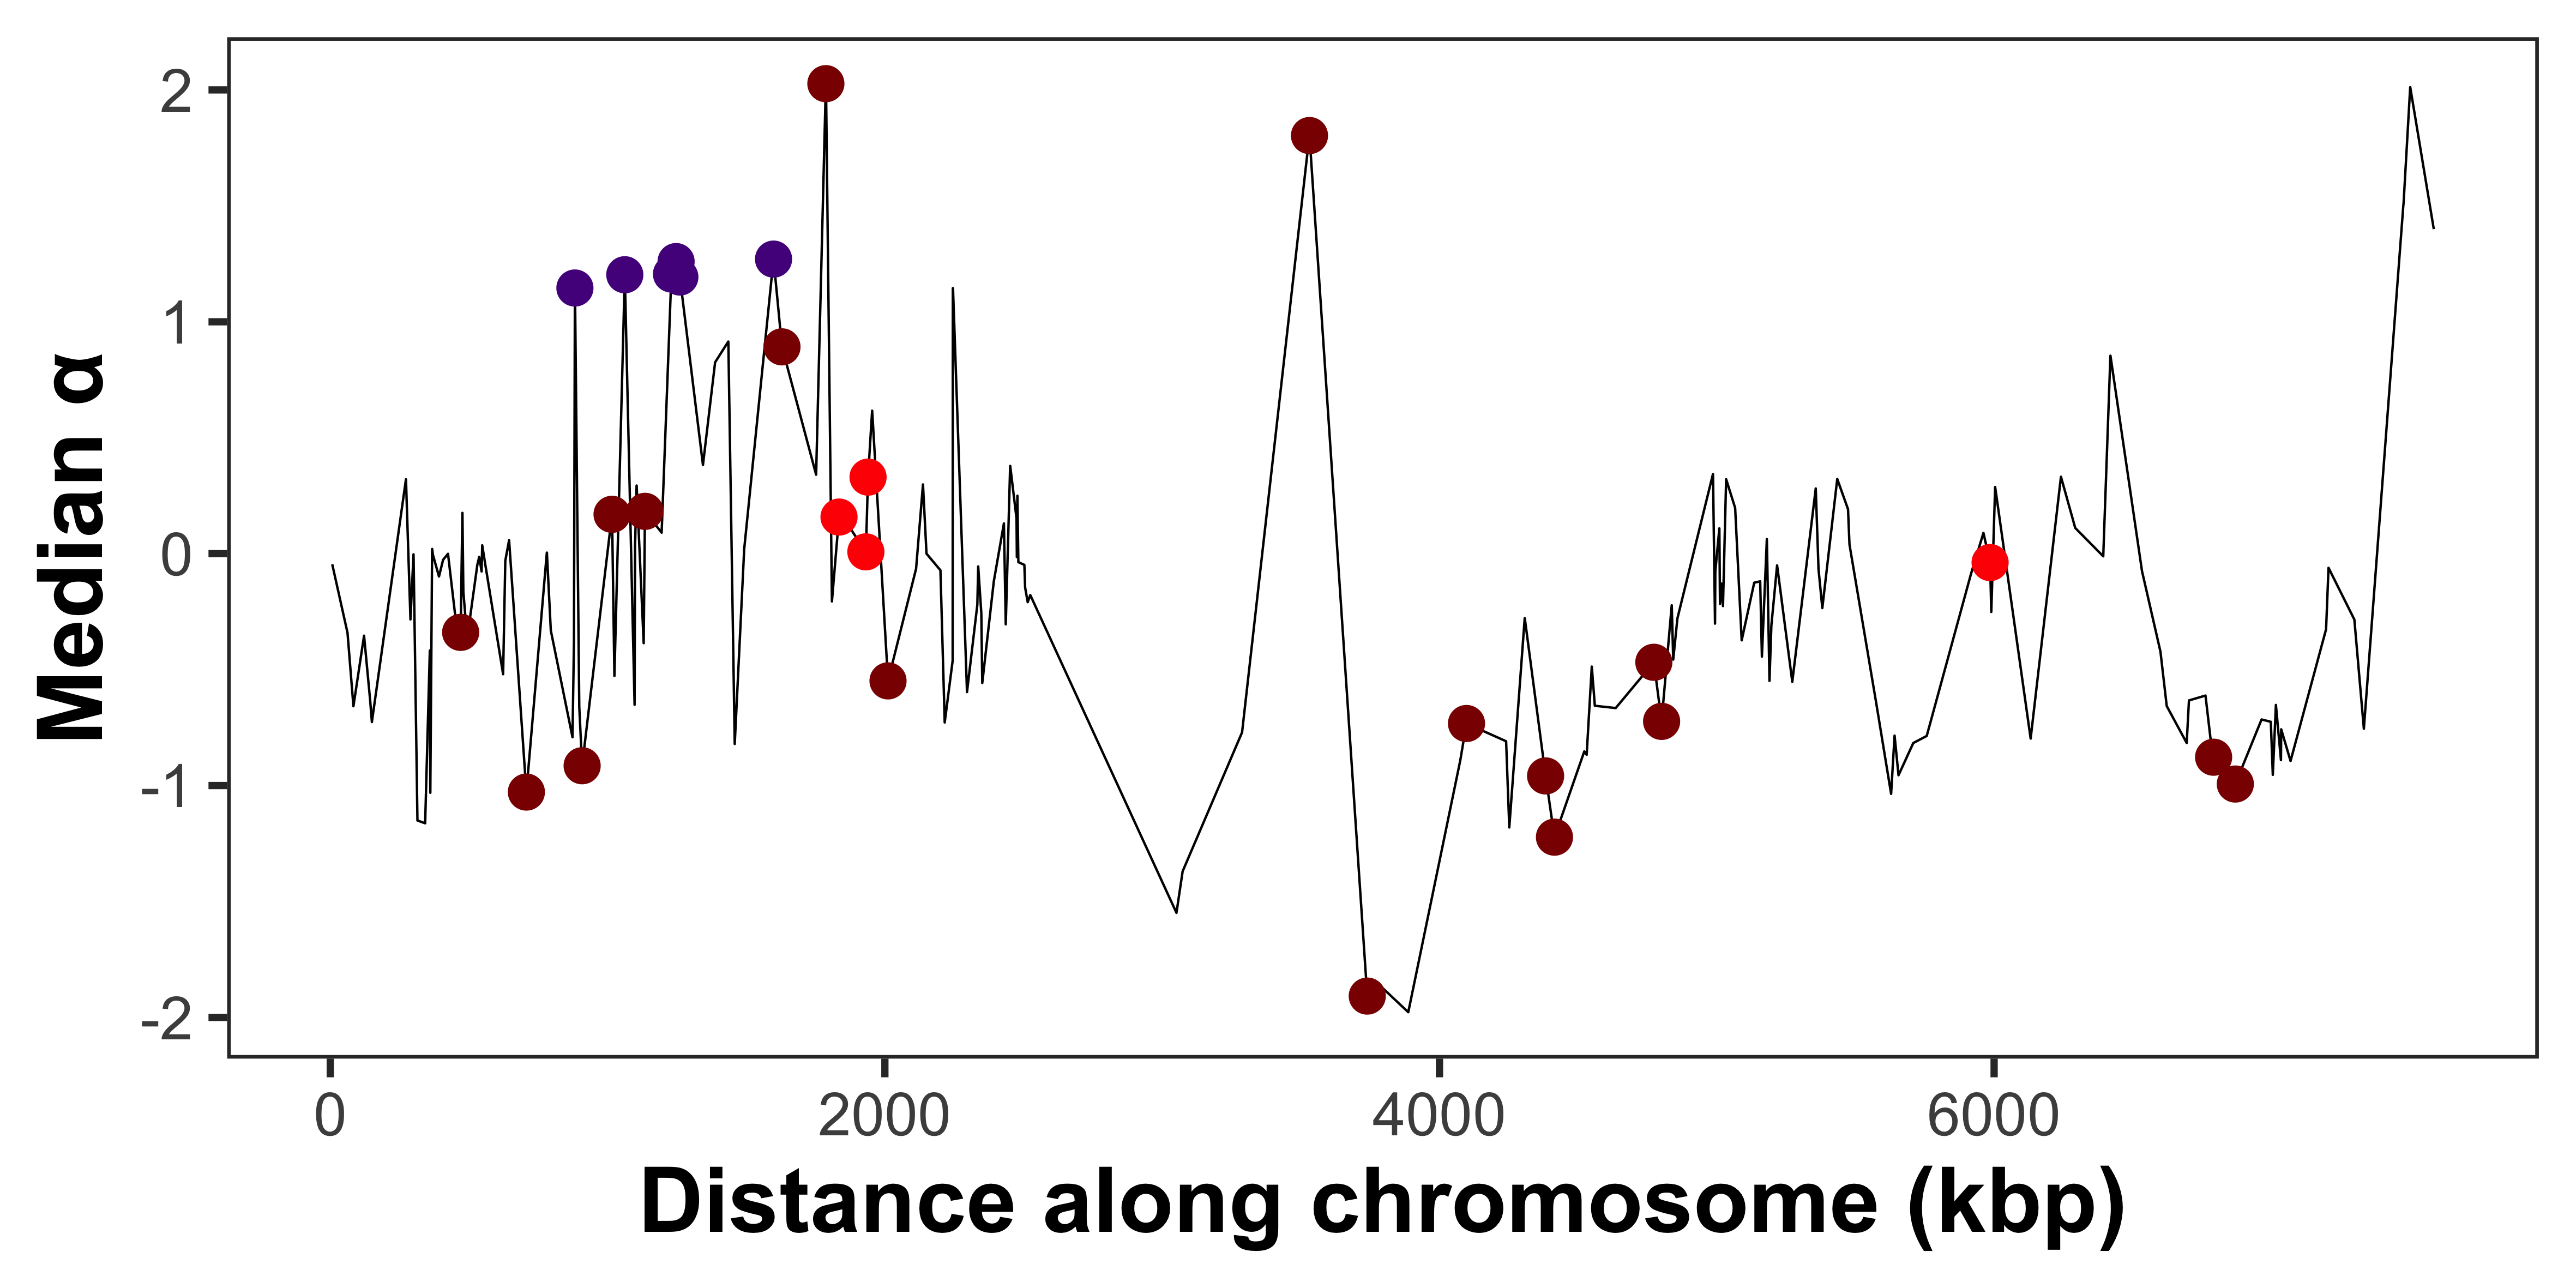 Median α
2
1
0
-1
-2
0 2000 4000 6000
Distance along chromosome (kbp)